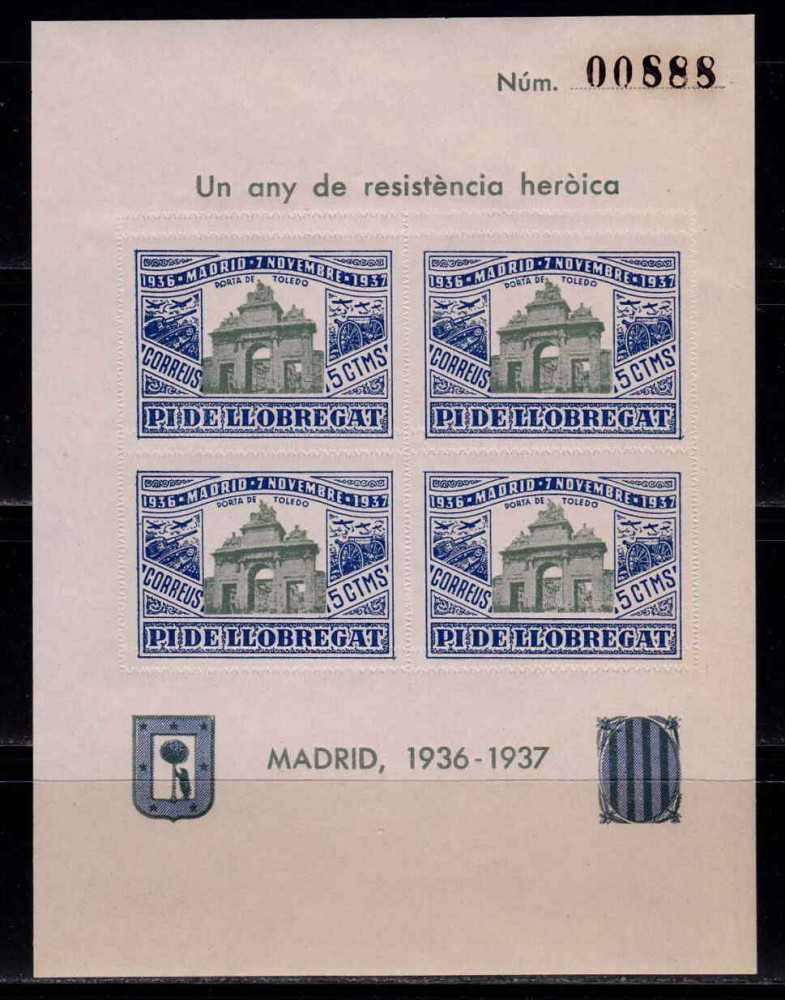 Núm. 00888
Un any de resistència heròica
1936 · MADRID · 7 NOVEMBRE · 1937
PORTA DE TOLEDO
CORREUS
5 CTMS
PI DE LLOBREGAT
1936 · MADRID · 7 NOVEMBRE · 1937
PORTA DE TOLEDO
CORREUS
5 CTMS
PI DE LLOBREGAT
1936 · MADRID · 7 NOVEMBRE · 1937
PORTA DE TOLEDO
CORREUS
5 CTMS
PI DE LLOBREGAT
1936 · MADRID · 7 NOVEMBRE · 1937
PORTA DE TOLEDO
CORREUS
5 CTMS
PI DE LLOBREGAT
MADRID, 1936-1937